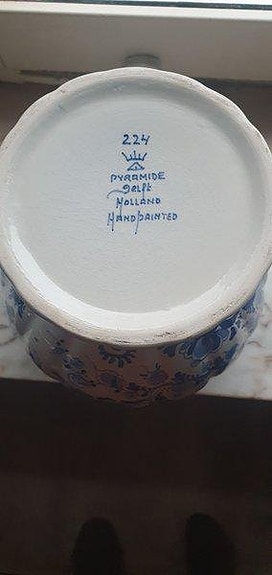 224
PYRAMIDE
Delft
HOLLAND
HANDPAINTED